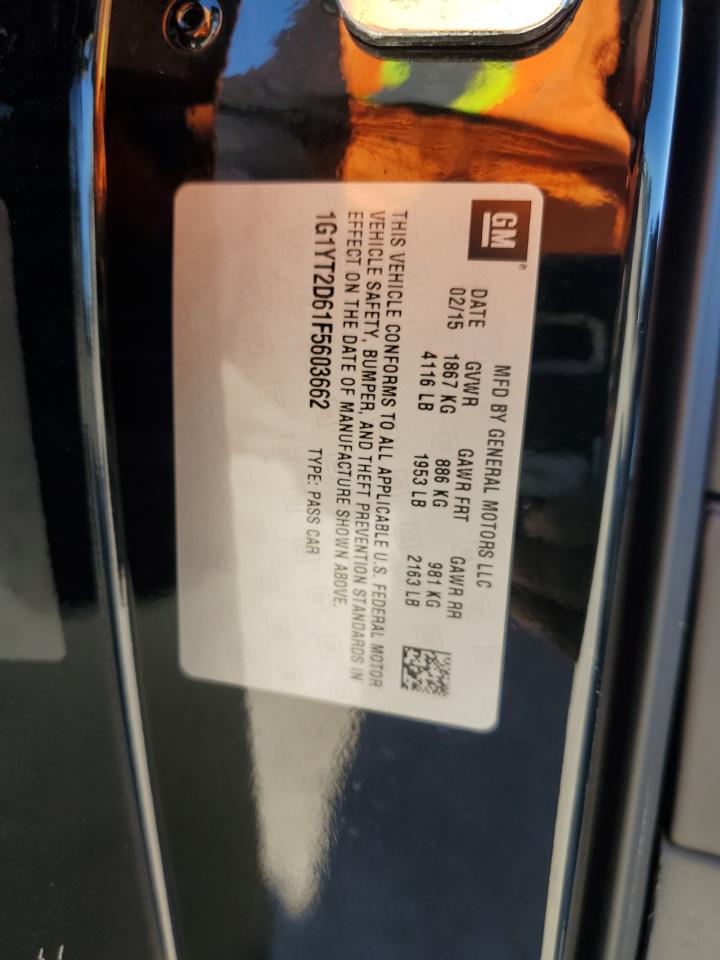 GM ®
MFD BY GENERAL MOTORS LLC
DATE GVWR GAWR FRT GAWR RR
02/15 1867 KG 886 KG 981 KG
4116 LB 1953 LB 2163 LB
THIS VEHICLE CONFORMS TO ALL APPLICABLE U.S. FEDERAL MOTOR
VEHICLE SAFETY, BUMPER, AND THEFT PREVENTION STANDARDS IN
EFFECT ON THE DATE OF MANUFACTURE SHOWN ABOVE.
1G1YT2D61F5603662 TYPE: PASS CAR